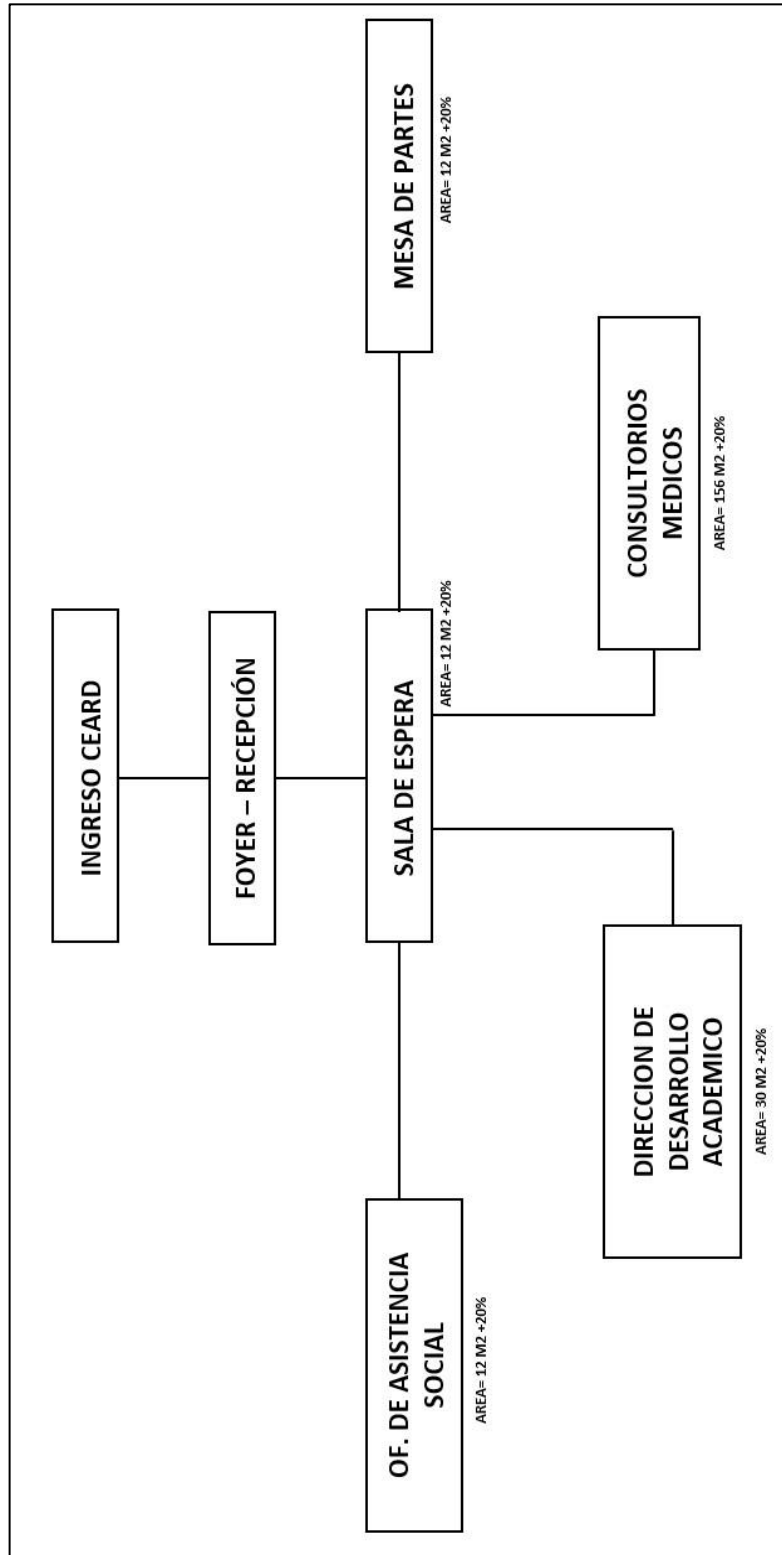 INGRESO CEARD
FOYER – RECEPCIÓN
OF. DE ASISTENCIA
SOCIAL
AREA= 12 M2 +20%
SALA DE ESPERA
AREA= 12 M2 +20%
MESA DE PARTES
AREA= 12 M2 +20%
DIRECCION DE
DESARROLLO
ACADEMICO
AREA= 30 M2 +20%
CONSULTORIOS
MEDICOS
AREA= 156 M2 +20%